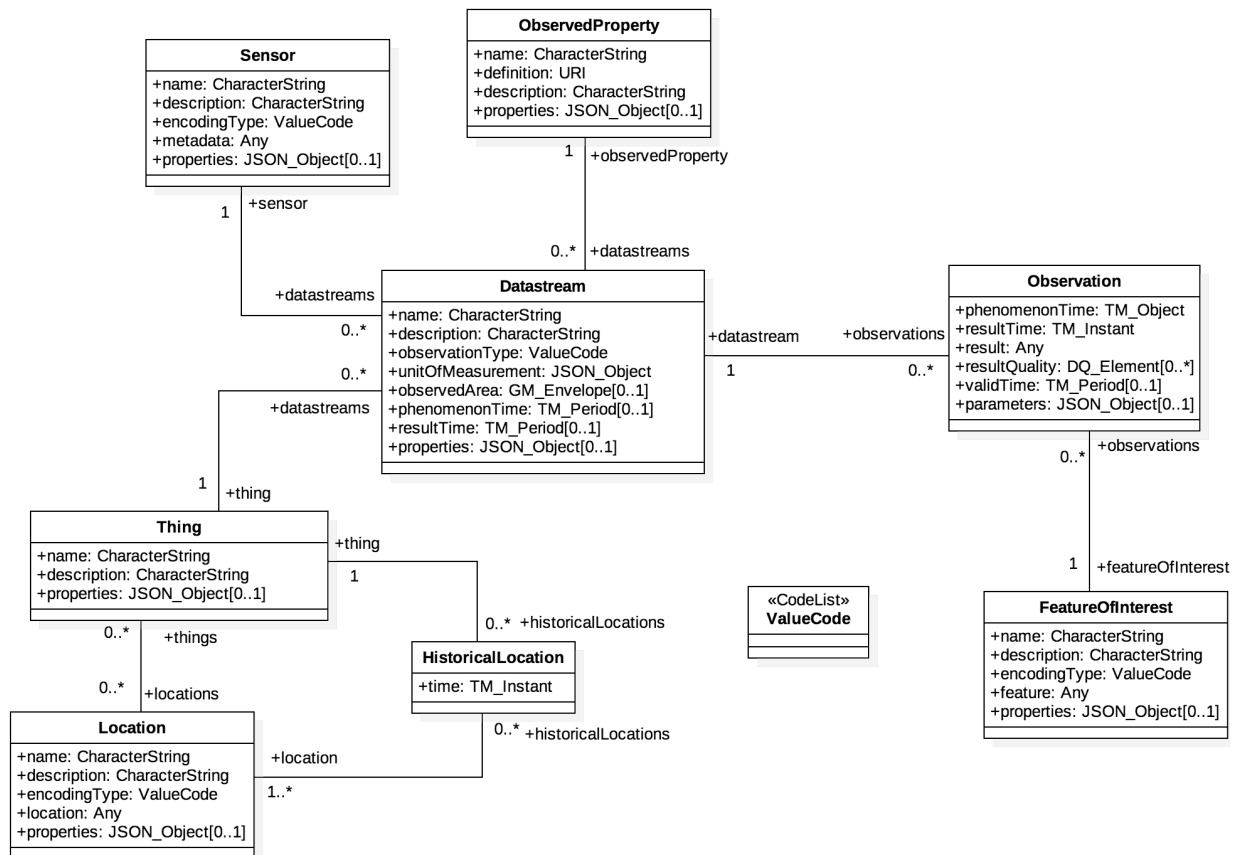 ObservedProperty
+name: CharacterString
+definition: URI
+description: CharacterString
+properties: JSON_Object[0..1]
Sensor
+name: CharacterString
+description: CharacterString
+encodingType: ValueCode
+metadata: Any
+properties: JSON_Object[0..1]
1
+observedProperty
1
+sensor
0..*
+datastreams
+datastreams
0..*
Datastream
+name: CharacterString
+description: CharacterString
+observationType: ValueCode
+unitOfMeasurement: JSON_Object
+observedArea: GM_Envelope[0..1]
+phenomenonTime: TM_Period[0..1]
+resultTime: TM_Period[0..1]
+properties: JSON_Object[0..1]
+datastream
1
+observations
0..*
Observation
+phenomenonTime: TM_Object
+resultTime: TM_Instant
+result: Any
+resultQuality: DQ_Element[0..*]
+validTime: TM_Period[0..1]
+parameters: JSON_Object[0..1]
0..*
+datastreams
1
+thing
+observations
0..*
1
+featureOfInterest
Thing
+name: CharacterString
+description: CharacterString
+properties: JSON_Object[0..1]
+thing
1
0..*
+historicalLocations
HistoricalLocation
+time: TM_Instant
0..*
+historicalLocations
«CodeList»
ValueCode
FeatureOfInterest
+name: CharacterString
+description: CharacterString
+encodingType: ValueCode
+feature: Any
+properties: JSON_Object[0..1]
0..*
+things
0..*
+locations
Location
+name: CharacterString
+description: CharacterString
+encodingType: ValueCode
+location: Any
+properties: JSON_Object[0..1]
+location
1..*